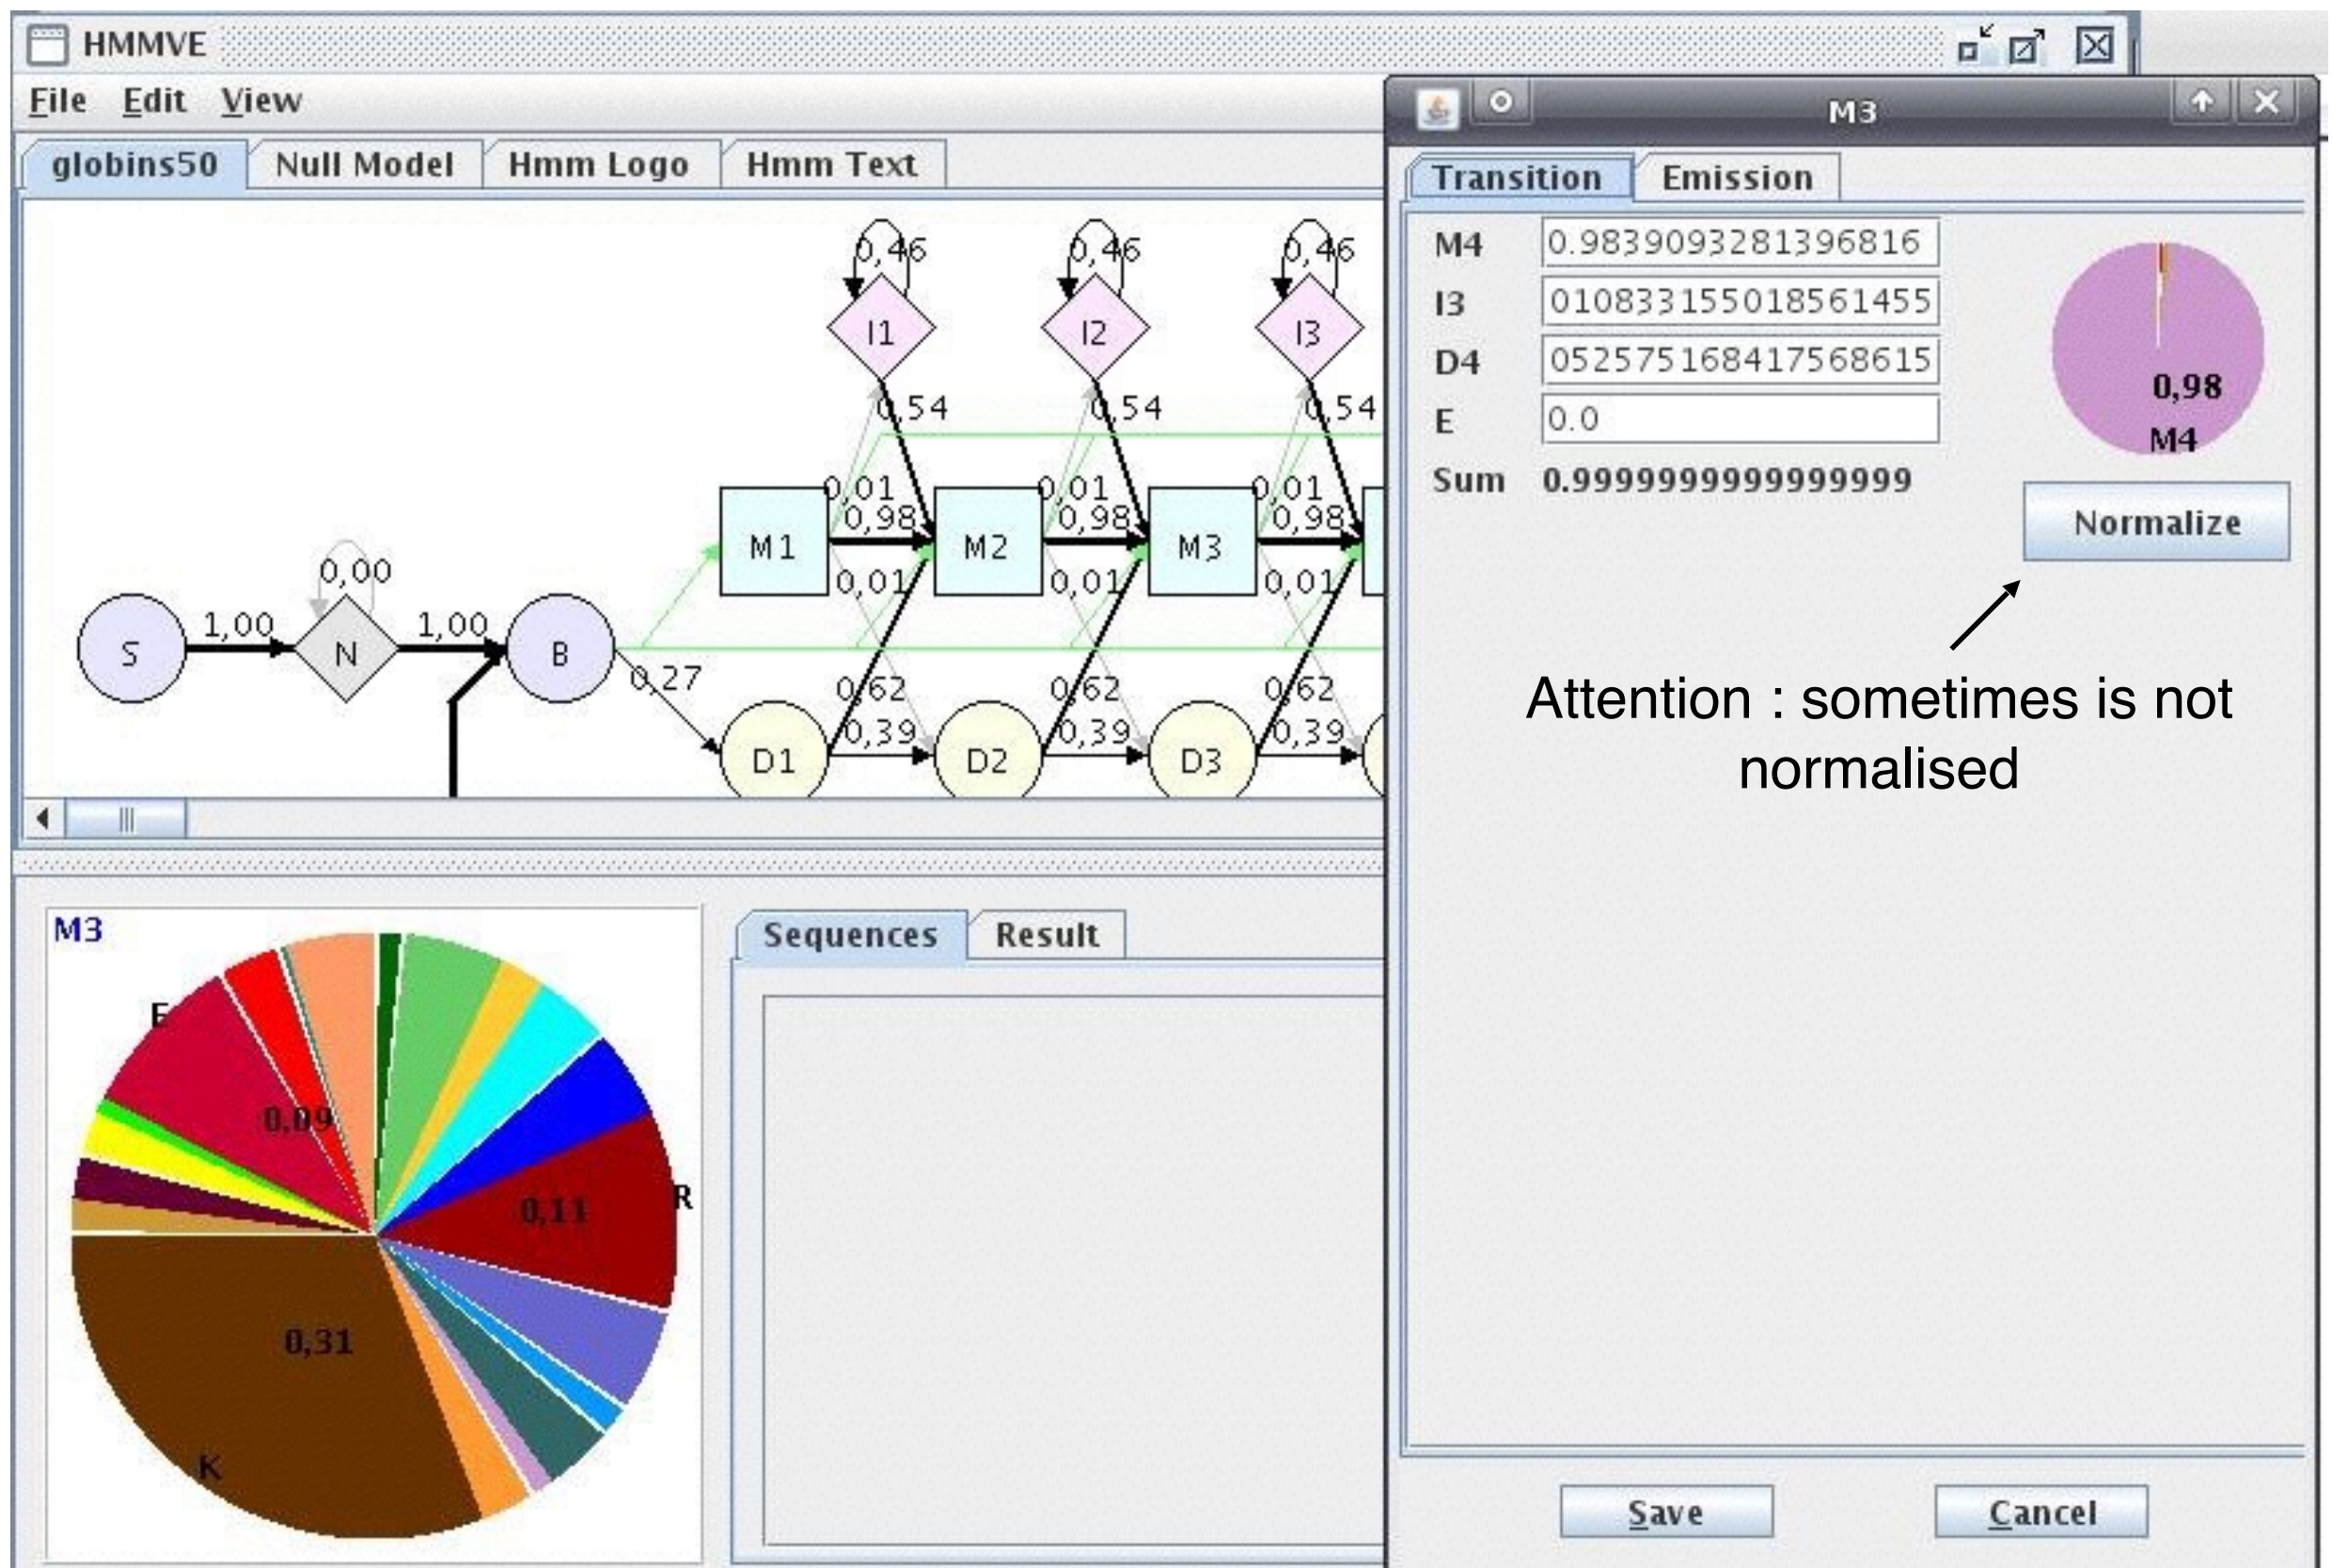 HMMVE
File Edit View
globins50 Null Model Hmm Logo Hmm Text
0,46 0,46 0,46
I1 I2 I3
0,54 0,54 0,54
0,01 0,01 0,01
0,98 0,98 0,98
M1 M2 M3
0,00
0,01 0,01 0,01
1,00 1,00
S N B
0,27 0,62 0,62 0,62
0,39 0,39 0,39
D1 D2 D3
M3
E
0,09
R
0,11
0,31
K
Sequences Result
M3
Transition Emission
M4 0.9839093281396816
I3 010833155018561455
D4 052575168417568615
E 0.0
Sum 0.9999999999999999
0,98
M4
Normalize
Attention : sometimes is not
normalised
Save Cancel